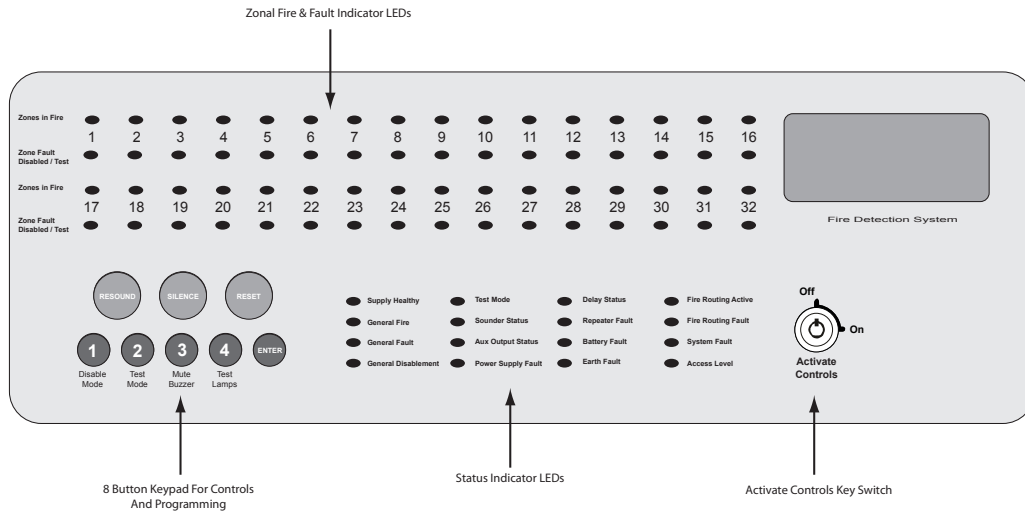 Zonal Fire & Fault Indicator LEDs
Zones in Fire
1 2 3 4 5 6 7 8 9 10 11 12 13 14 15 16
Zone Fault
Disabled / Test
Zones in Fire
17 18 19 20 21 22 23 24 25 26 27 28 29 30 31 32
Zone Fault
Disabled / Test
Fire Detection System
RESOUND SILENCE RESET
1 2 3 4 ENTER
Disable Mode
Test Mode
Mute Buzzer
Test Lamps
Supply Healthy
General Fire
General Fault
General Disablement
Test Mode
Sounder Status
Aux Output Status
Power Supply Fault
Delay Status
Repeater Fault
Battery Fault
Earth Fault
Fire Routing Active
Fire Routing Fault
System Fault
Access Level
Off
On
Activate
Controls
8 Button Keypad For Controls
And Programming
Status Indicator LEDs
Activate Controls Key Switch